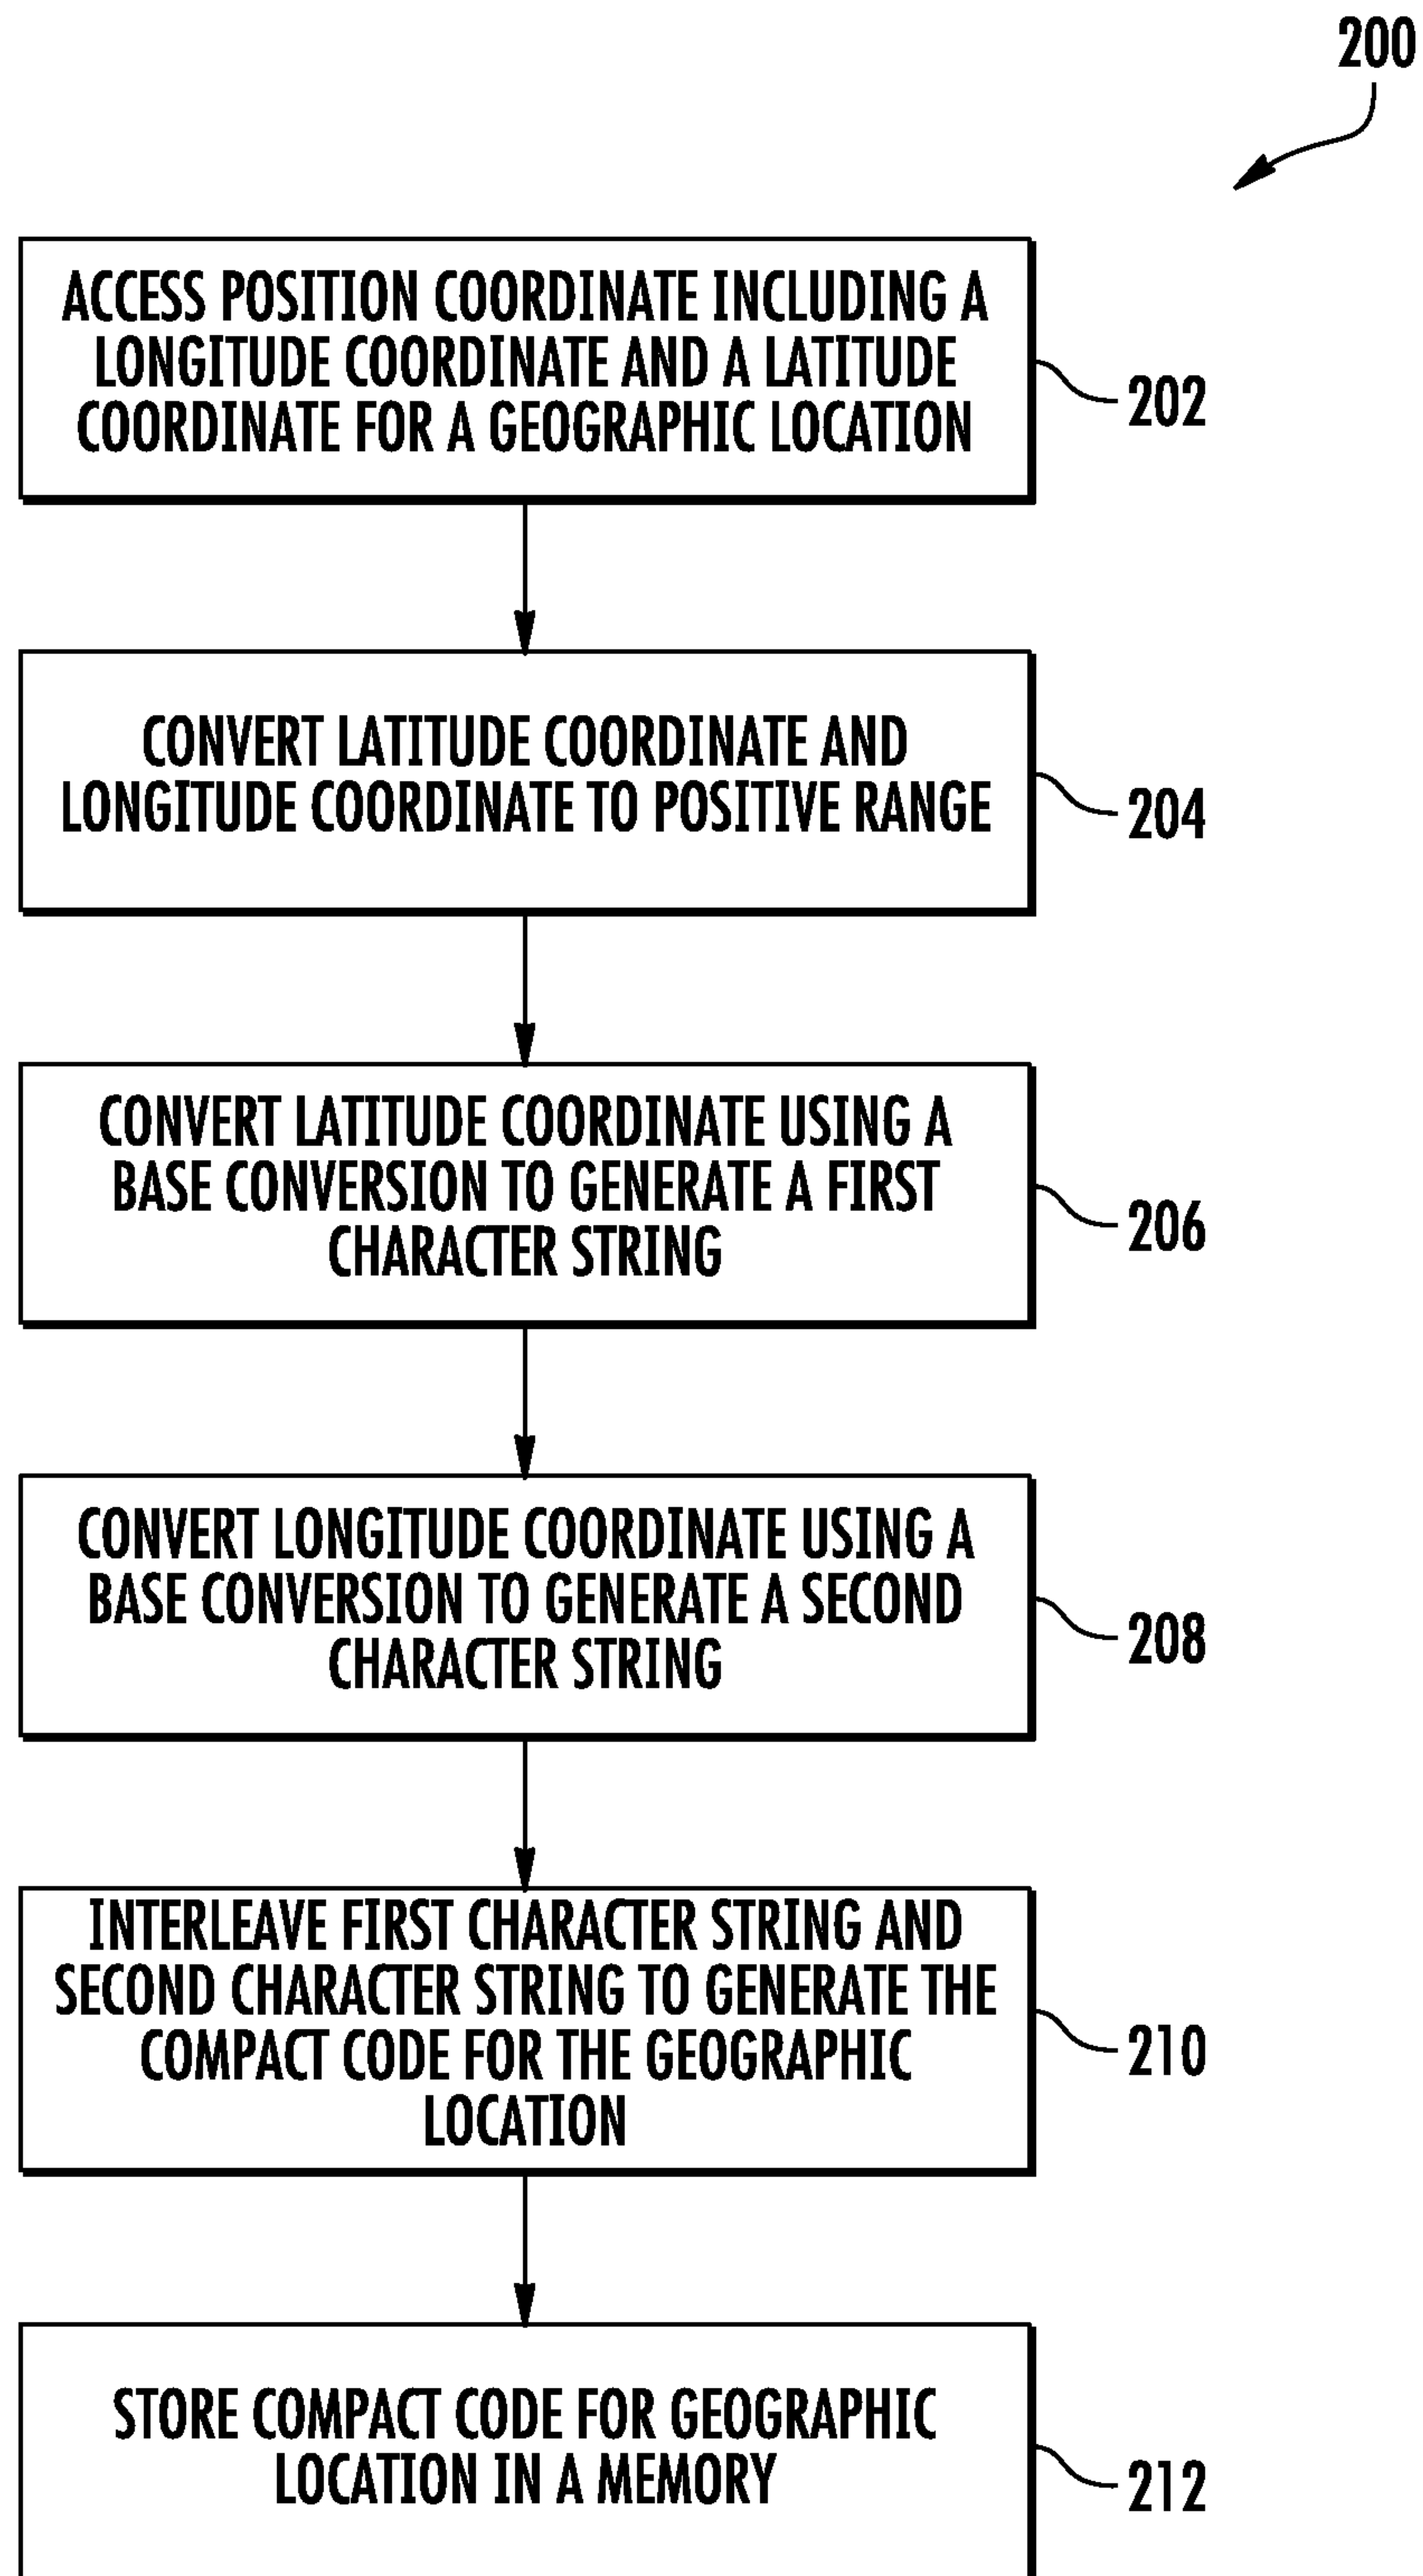 200
ACCESS POSITION COORDINATE INCLUDING A
LONGITUDE COORDINATE AND A LATITUDE
COORDINATE FOR A GEOGRAPHIC LOCATION
202
CONVERT LATITUDE COORDINATE AND
LONGITUDE COORDINATE TO POSITIVE RANGE
204
CONVERT LATITUDE COORDINATE USING A
BASE CONVERSION TO GENERATE A FIRST
CHARACTER STRING
206
CONVERT LONGITUDE COORDINATE USING A
BASE CONVERSION TO GENERATE A SECOND
CHARACTER STRING
208
INTERLEAVE FIRST CHARACTER STRING AND
SECOND CHARACTER STRING TO GENERATE THE
COMPACT CODE FOR THE GEOGRAPHIC
LOCATION
210
STORE COMPACT CODE FOR GEOGRAPHIC
LOCATION IN A MEMORY
212